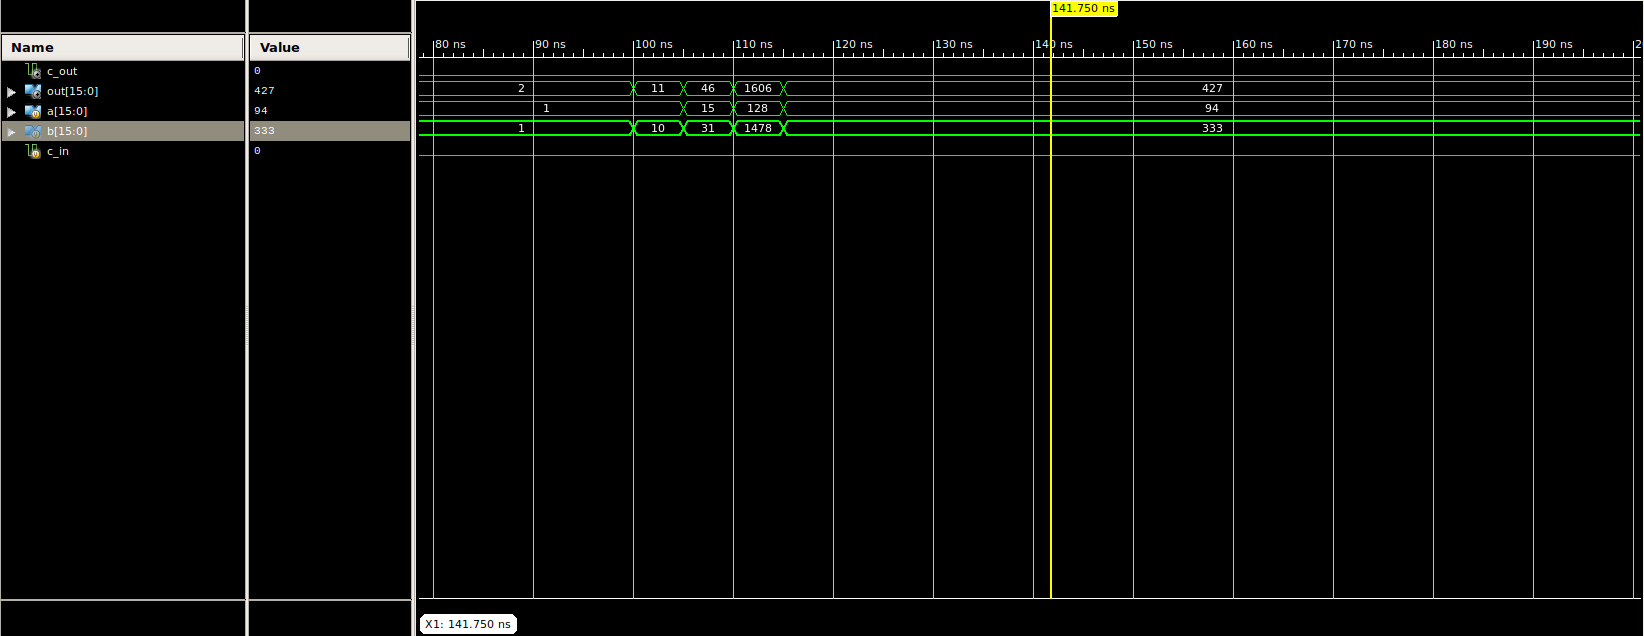 141.750 ns
Name Value
80 ns 90 ns 100 ns 110 ns 120 ns 130 ns 140 ns 150 ns 160 ns 170 ns 180 ns 190 ns 2
c_out 0
out[15:0] 427 2 11 46 1606 427
a[15:0] 94 1 15 128 94
b[15:0] 333 1 10 31 1478 333
c_in 0
X1: 141.750 ns